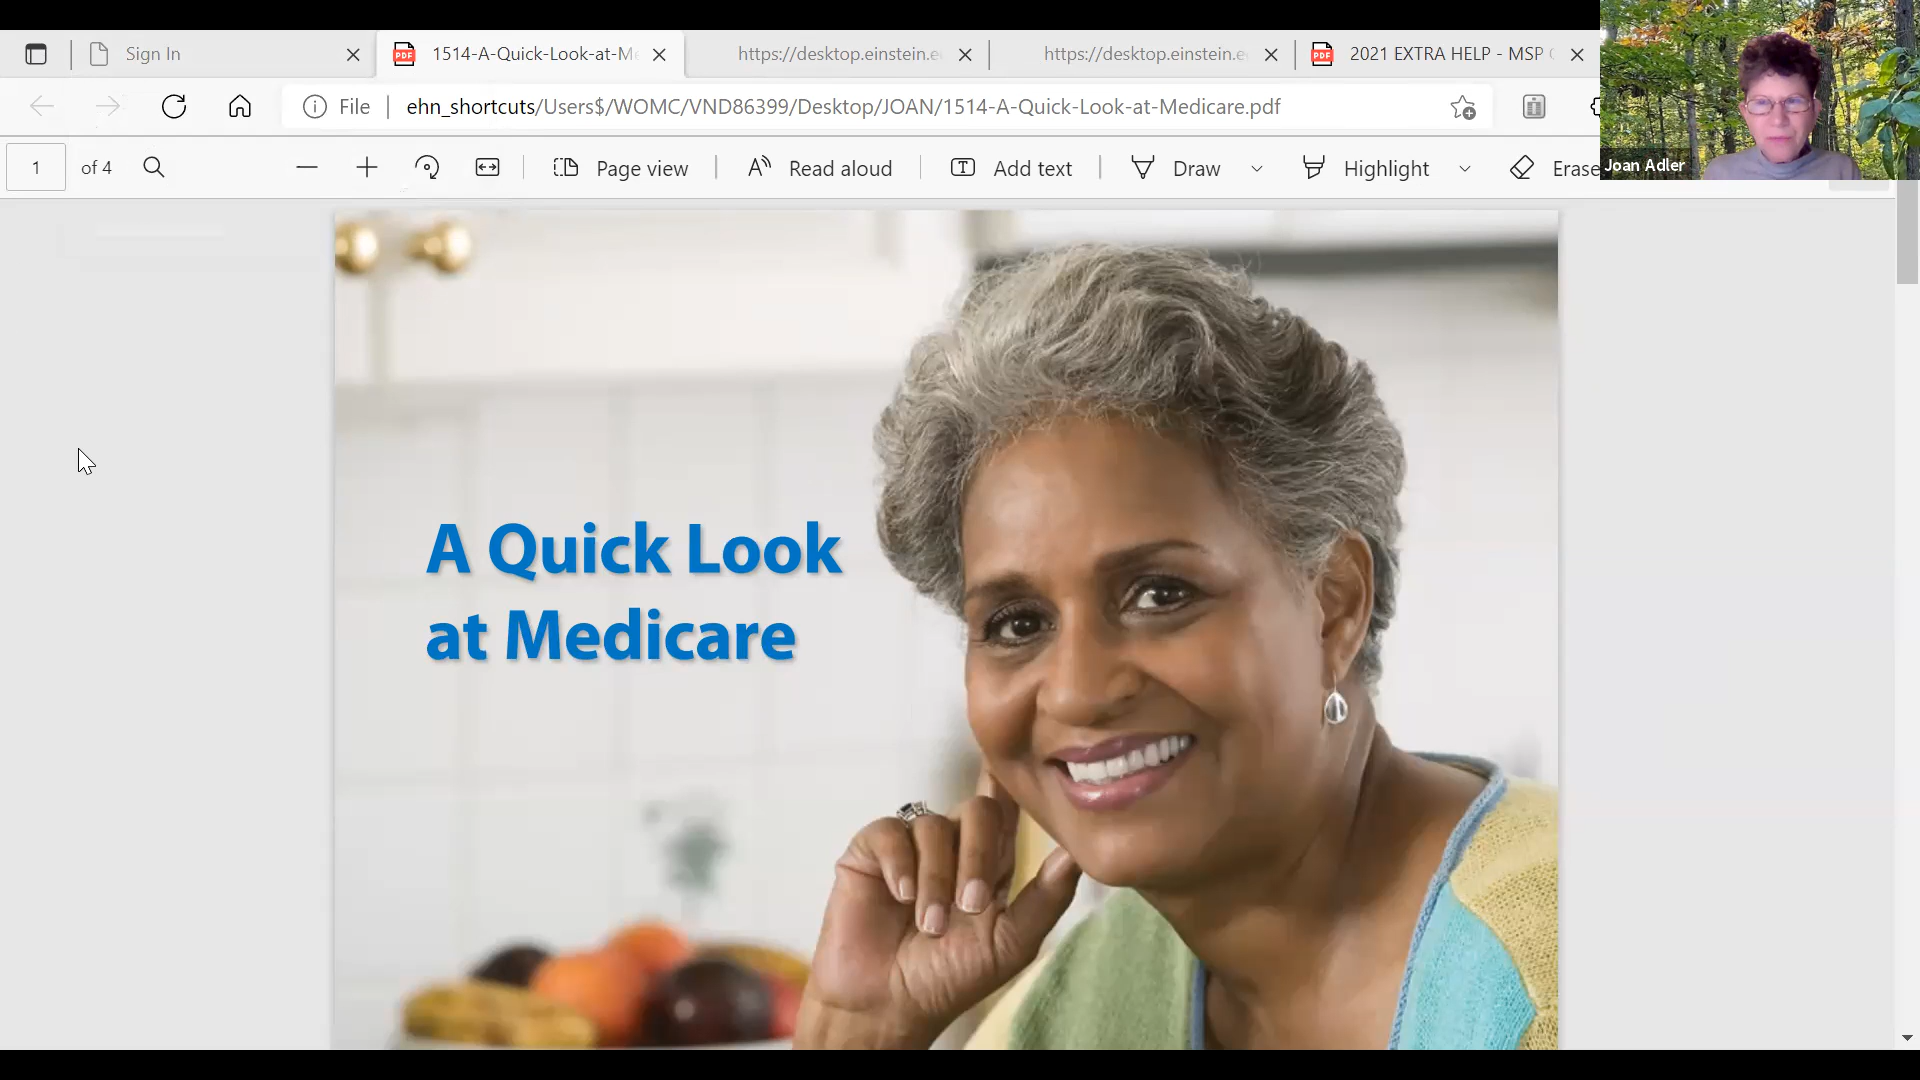 Sign In
1514-A-Quick-Look-at-M
https://desktop.einstein.e
https://desktop.einstein.e
2021 EXTRA HELP - MSP
File
ehn_shortcuts/Users$/WOMC/VND86399/Desktop/JOAN/1514-A-Quick-Look-at-Medicare.pdf
1 of 4
Page view
Read aloud
Add text
Draw
Highlight
Erase
Joan Adler
A Quick Look
at Medicare